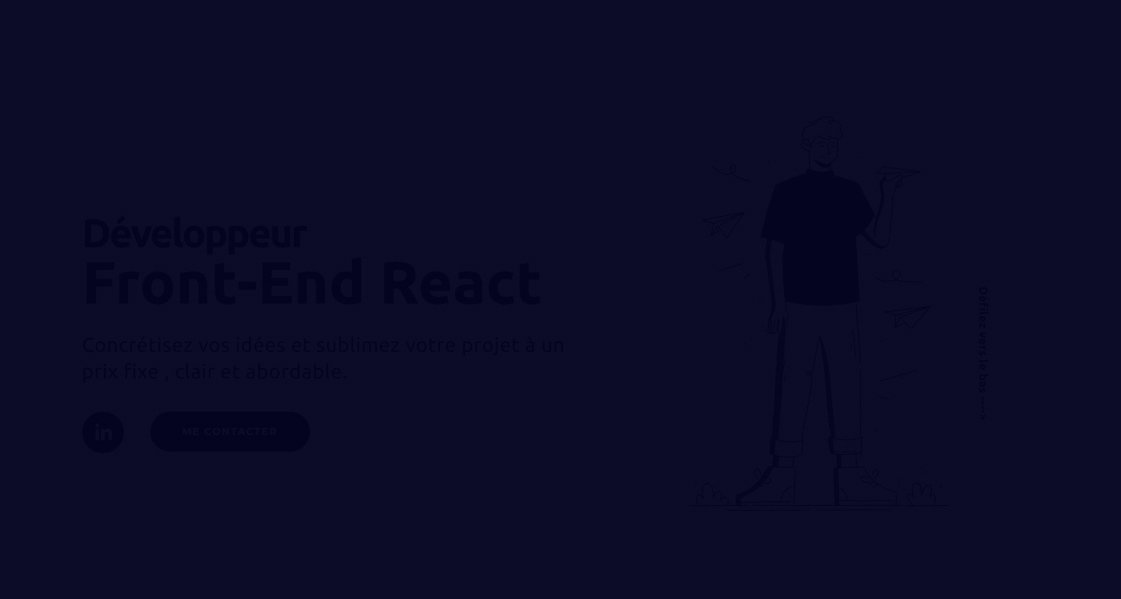 Développeur
Front-End React
Concrétisez vos idées et sublimez votre projet à un
prix fixe , clair et abordable.
in
ME CONTACTER
Défilez vers le bas